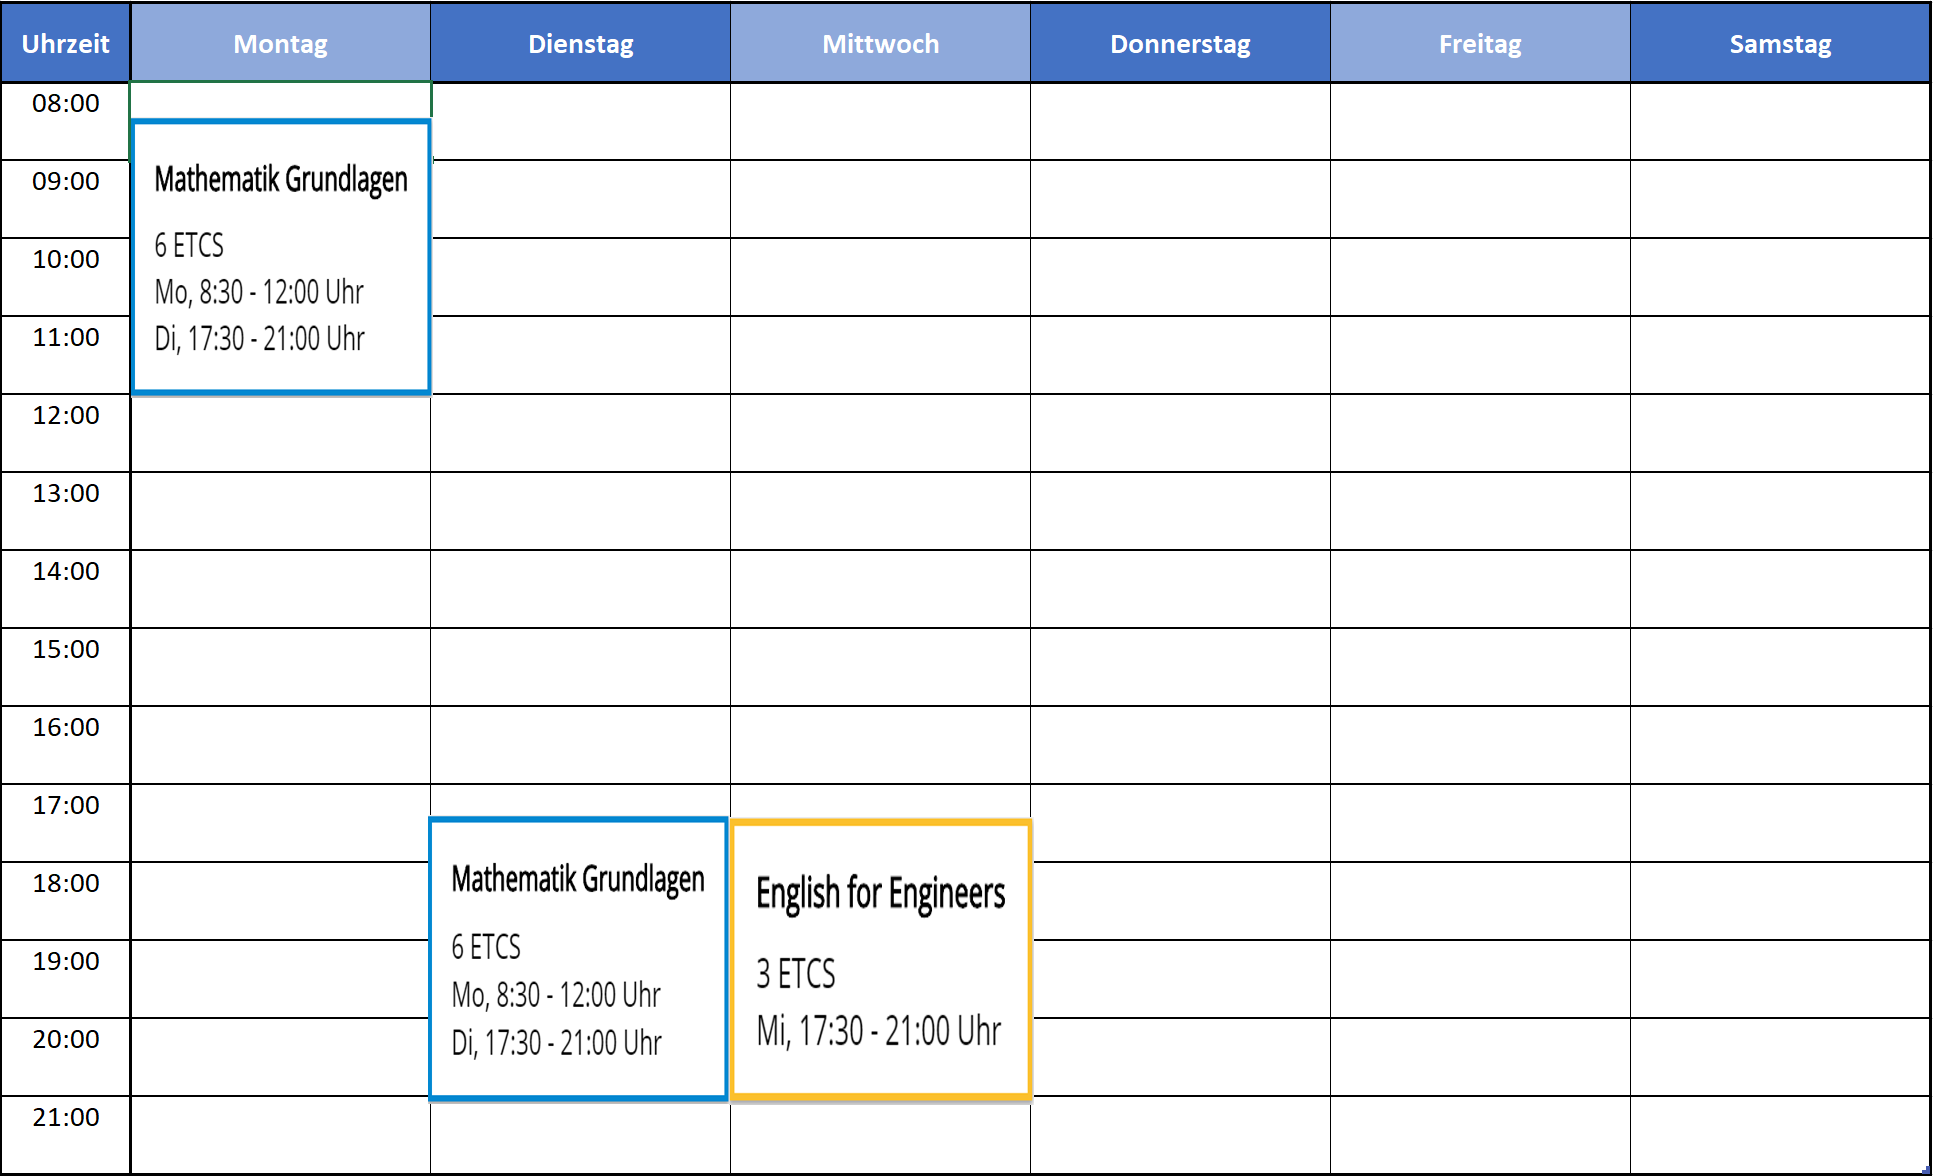 Uhrzeit Montag Dienstag Mittwoch Donnerstag Freitag Samstag
08:00
Mathematik Grundlagen
09:00
6 ETCS
10:00
Mo, 8:30 - 12:00 Uhr
11:00
Di, 17:30 - 21:00 Uhr
12:00
13:00
14:00
15:00
16:00
17:00
18:00
Mathematik Grundlagen
6 ETCS
Mo, 8:30 - 12:00 Uhr
Di, 17:30 - 21:00 Uhr
English for Engineers
3 ETCS
Mi, 17:30 - 21:00 Uhr
19:00
20:00
21:00